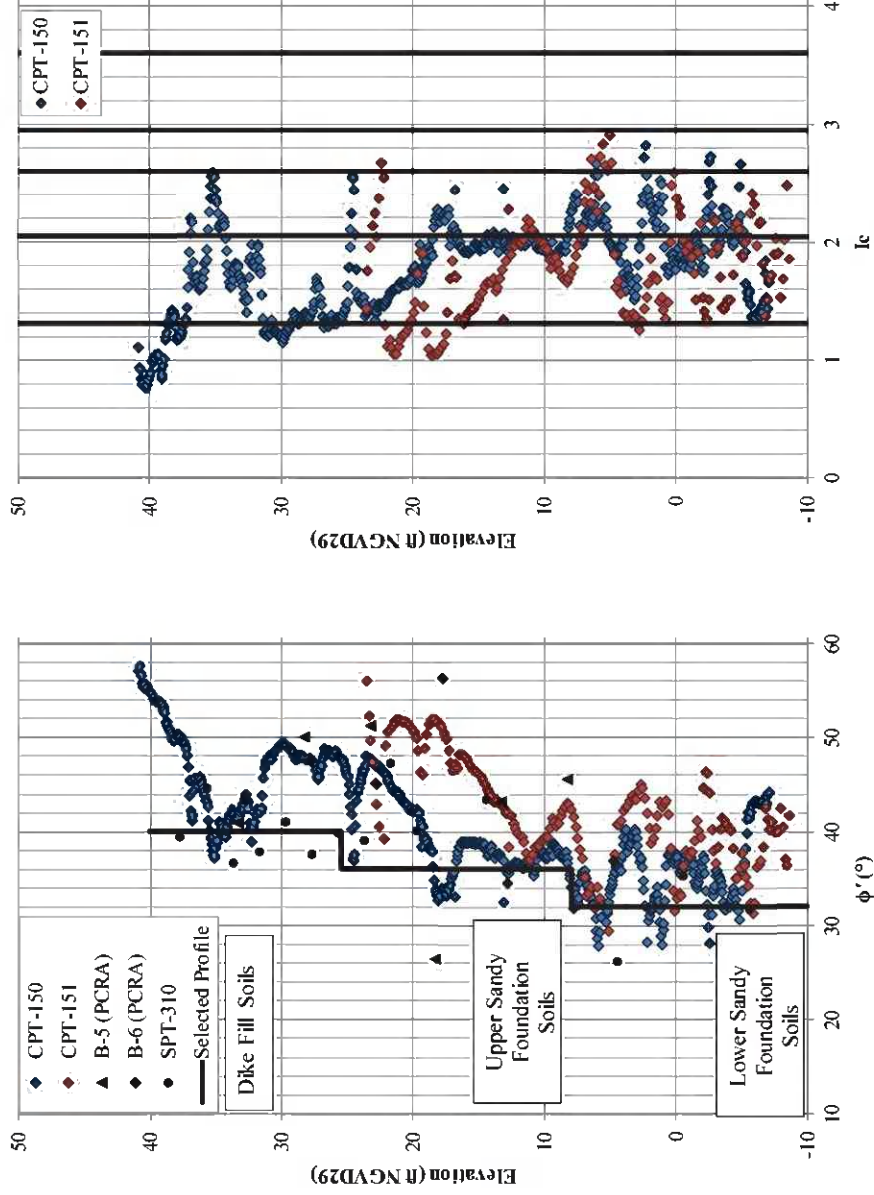 50
40
30
20
10
0
-10
Elevation (ft NGVD29)
10
20
30
40
50
60
ϕ′ (°)
CPT-150
CPT-151
B-5 (PCRA)
B-6 (PCRA)
SPT-310
Selected Profile
Dike Fill Soils
Upper Sandy
Foundation
Soils
Lower Sandy
Foundation
Soils
50
40
30
20
10
0
-10
Elevation (ft NGVD29)
0
1
2
3
4
Ic
CPT-150
CPT-151